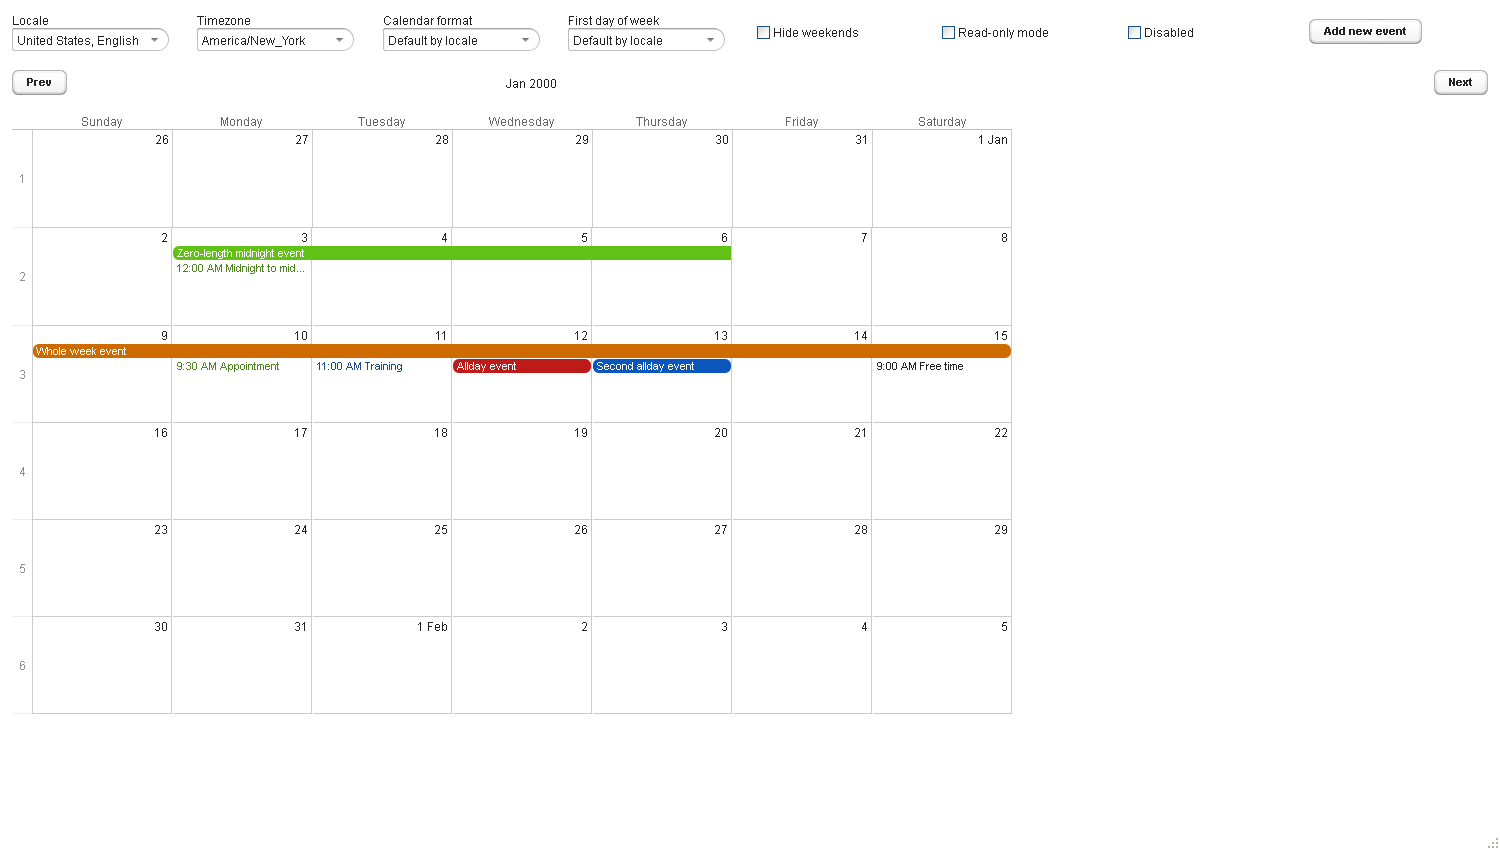 Locale Timezone Calendar format First day of week
United States, English America/New_York Default by locale Default by locale Hide weekends Read-only mode Disabled Add new event
Prev Jan 2000 Next
Sunday Monday Tuesday Wednesday Thursday Friday Saturday
26 27 28 29 30 31 1 Jan
1
2 3 4 5 6 7 8
Zero-length midnight event
12:00 AM Midnight to mid...
2
9 10 11 12 13 14 15
Whole week event
9:30 AM Appointment 11:00 AM Training Allday event Second allday event 9:00 AM Free time
3
16 17 18 19 20 21 22
4
23 24 25 26 27 28 29
5
30 31 1 Feb 2 3 4 5
6